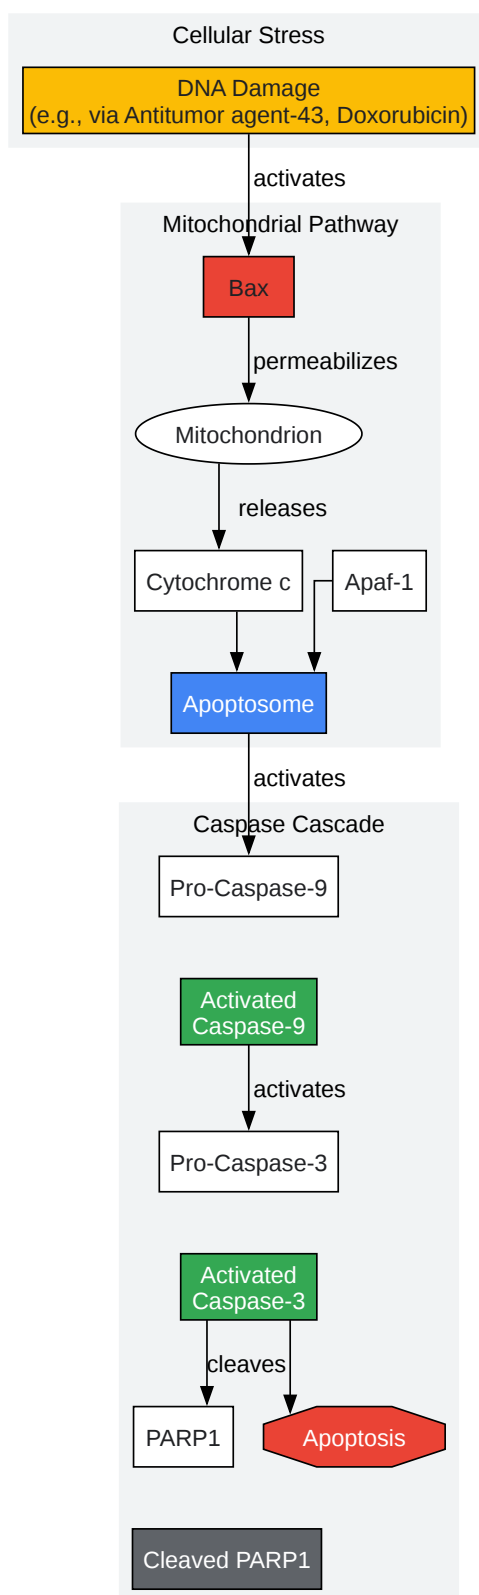 Cellular Stress
DNA Damage
(e.g., via Antitumor agent-43, Doxorubicin)
activates
Mitochondrial Pathway
Bax
permeabilizes
Mitochondrion
releases
Cytochrome c
Apaf-1
Apoptosome
activates
Caspase Cascade
Pro-Caspase-9
Activated
Caspase-9
activates
Pro-Caspase-3
Activated
Caspase-3
cleaves
PARP1
Apoptosis
Cleaved PARP1